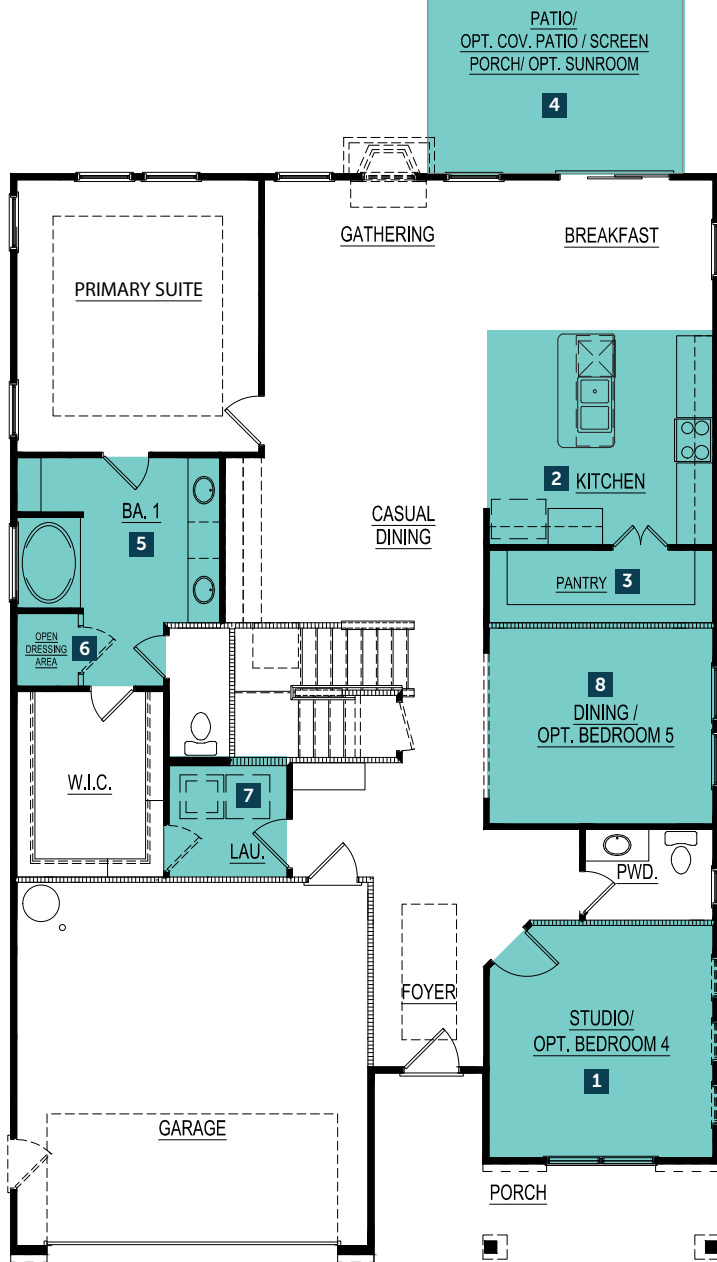 PATIO/
OPT. COV. PATIO / SCREEN
PORCH/ OPT. SUNROOM
4
GATHERING
BREAKFAST
PRIMARY SUITE
2 KITCHEN
BA. 1
5
CASUAL
DINING
PANTRY 3
OPEN
DRESSING
AREA
6
8
DINING /
OPT. BEDROOM 5
W.I.C.
7
LAU.
PWD.
FOYER
STUDIO/
OPT. BEDROOM 4
1
GARAGE
PORCH